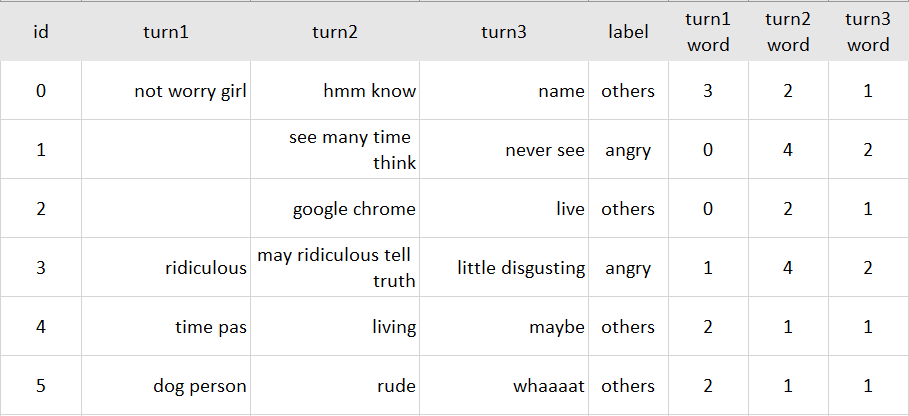 id turn1 turn2 turn3 label turn1 word turn2 word turn3 word
0 not worry girl hmm know name others 3 2 1
1 see many time think never see angry 0 4 2
2 google chrome live others 0 2 1
3 ridiculous may ridiculous tell truth little disgusting angry 1 4 2
4 time pas living maybe others 2 1 1
5 dog person rude whaaaat others 2 1 1